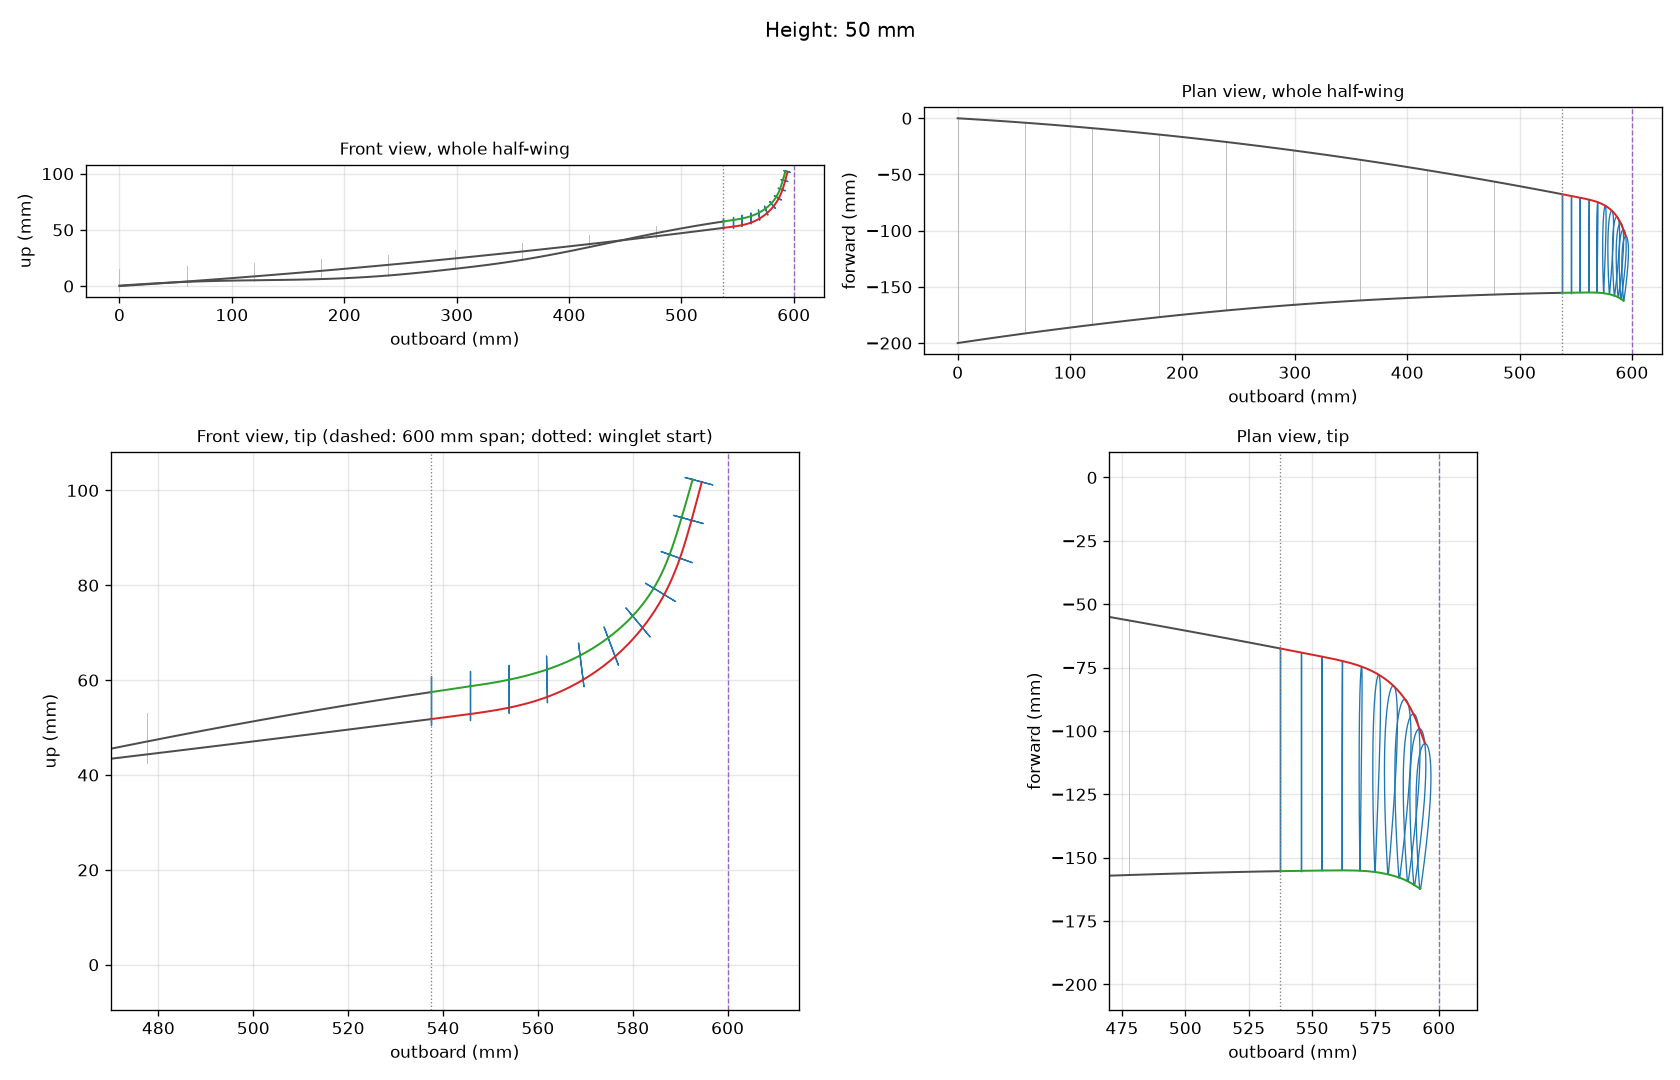 Height: 50 mm
Front view, whole half-wing
100
50
0
up (mm)
0 100 200 300 400 500 600
outboard (mm)
Plan view, whole half-wing
0
−50
−100
−150
−200
forward (mm)
0 100 200 300 400 500 600
outboard (mm)
Front view, tip (dashed: 600 mm span; dotted: winglet start)
100
80
60
40
20
0
up (mm)
480 500 520 540 560 580 600
outboard (mm)
Plan view, tip
0
−25
−50
−75
−100
−125
−150
−175
−200
forward (mm)
475 500 525 550 575 600
outboard (mm)